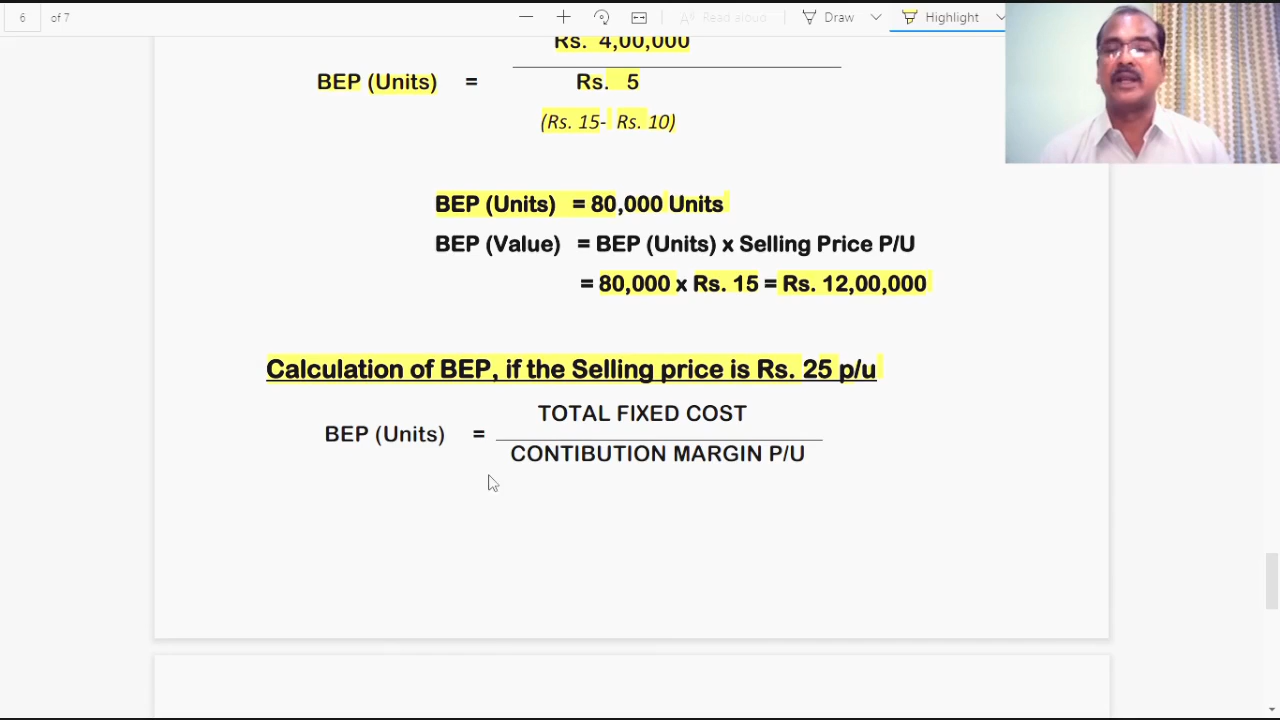 6 of 7 Read aloud Draw Highlight
Rs. 4,00,000
BEP (Units) =
Rs. 5
(Rs. 15- Rs. 10)
BEP (Units) = 80,000 Units
BEP (Value) = BEP (Units) x Selling Price P/U
= 80,000 x Rs. 15 = Rs. 12,00,000
Calculation of BEP, if the Selling price is Rs. 25 p/u
TOTAL FIXED COST
BEP (Units) =
CONTIBUTION MARGIN P/U